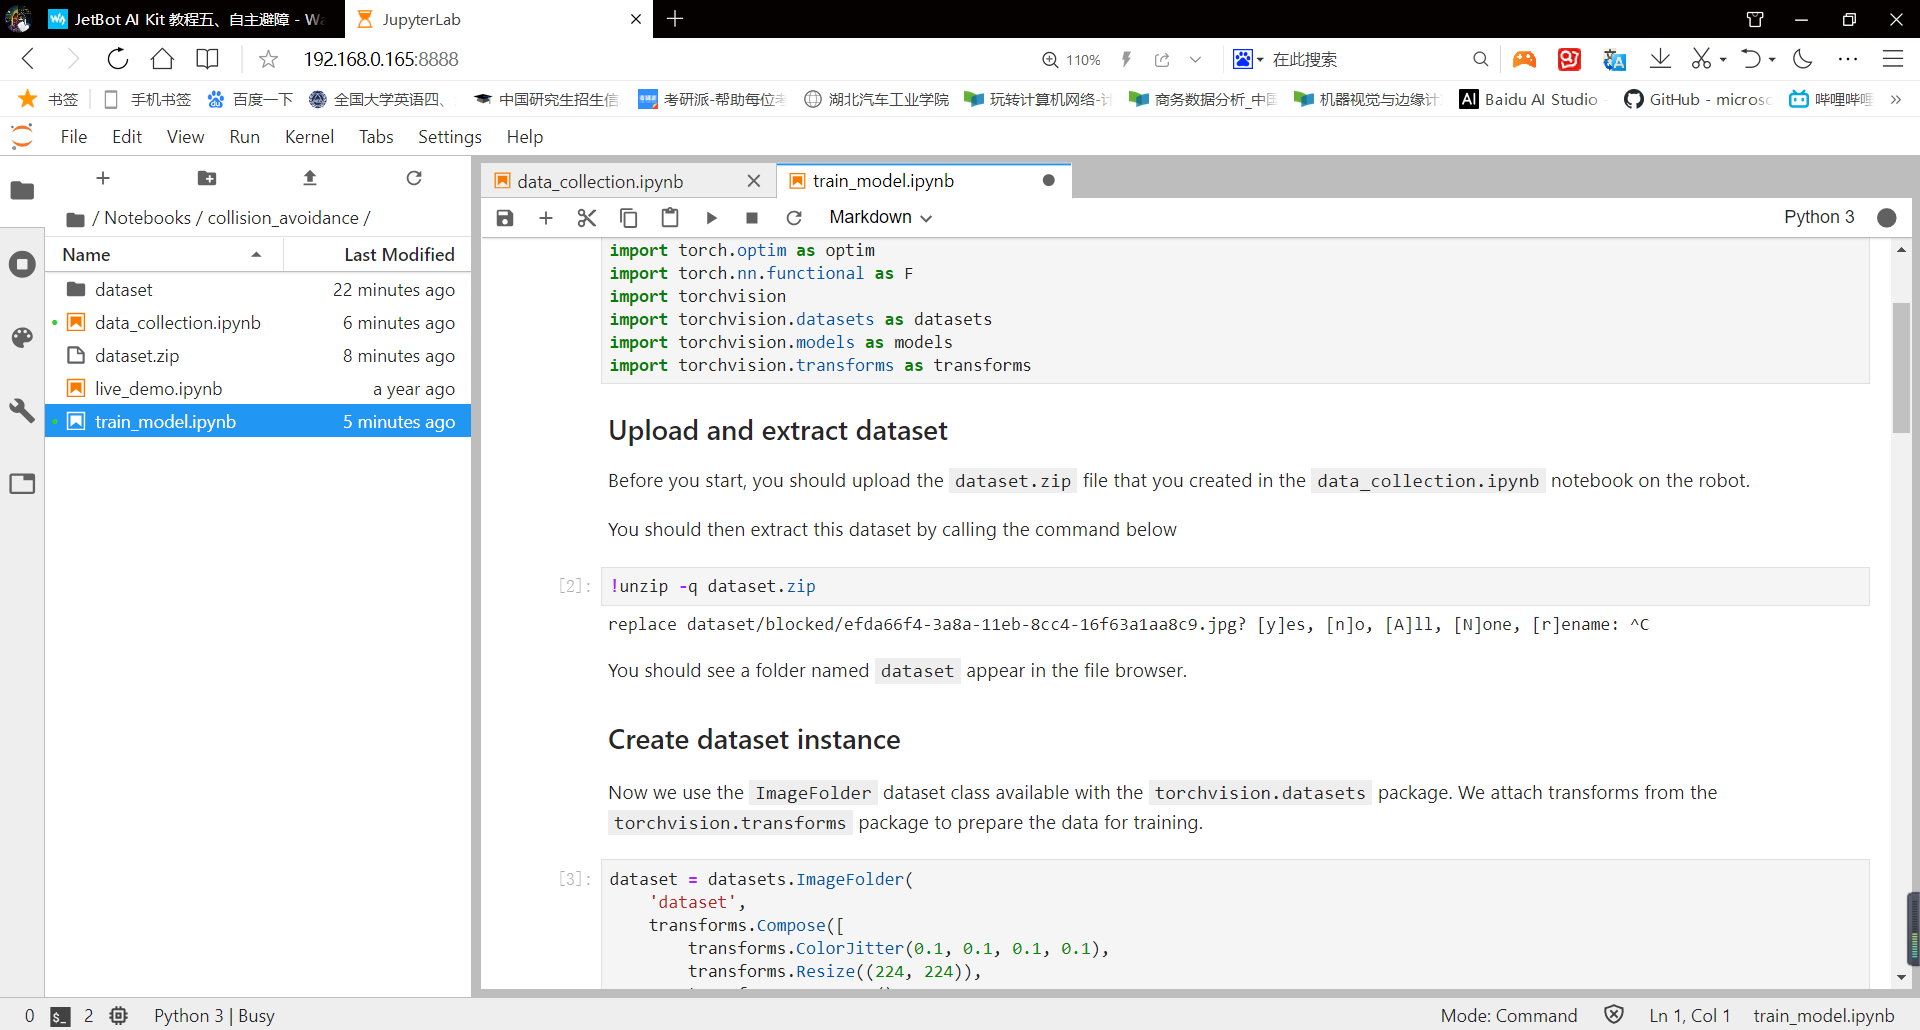 JetBot AI Kit 教程五、自主避障 - Wa
JupyterLab
192.168.0.165:8888
110%
在此搜索
书签
手机书签
百度一下
全国大学英语四、
中国研究生招生信
考研派-帮助每位考
湖北汽车工业学院
玩转计算机网络-计
商务数据分析_中国
机器视觉与边缘计
AI Baidu AI Studio
GitHub - microsc
哔哩哔哩
File Edit View Run Kernel Tabs Settings Help
/ Notebooks / collision_avoidance /
Name Last Modified
dataset 22 minutes ago
data_collection.ipynb 6 minutes ago
dataset.zip 8 minutes ago
live_demo.ipynb a year ago
train_model.ipynb 5 minutes ago
data_collection.ipynb
train_model.ipynb
Markdown
Python 3
import torch.optim as optim
import torch.nn.functional as F
import torchvision
import torchvision.datasets as datasets
import torchvision.models as models
import torchvision.transforms as transforms
Upload and extract dataset
Before you start, you should upload the dataset.zip file that you created in the data_collection.ipynb notebook on the robot.
You should then extract this dataset by calling the command below
[2]: !unzip -q dataset.zip
replace dataset/blocked/efda66f4-3a8a-11eb-8cc4-16f63a1aa8c9.jpg? [y]es, [n]o, [A]ll, [N]one, [r]ename: ^C
You should see a folder named dataset appear in the file browser.
Create dataset instance
Now we use the ImageFolder dataset class available with the torchvision.datasets package. We attach transforms from the
torchvision.transforms package to prepare the data for training.
[3]: dataset = datasets.ImageFolder(
'dataset',
transforms.Compose([
transforms.ColorJitter(0.1, 0.1, 0.1, 0.1),
transforms.Resize((224, 224)),
0 $_ 2 Python 3 | Busy
Mode: Command Ln 1, Col 1 train_model.ipynb